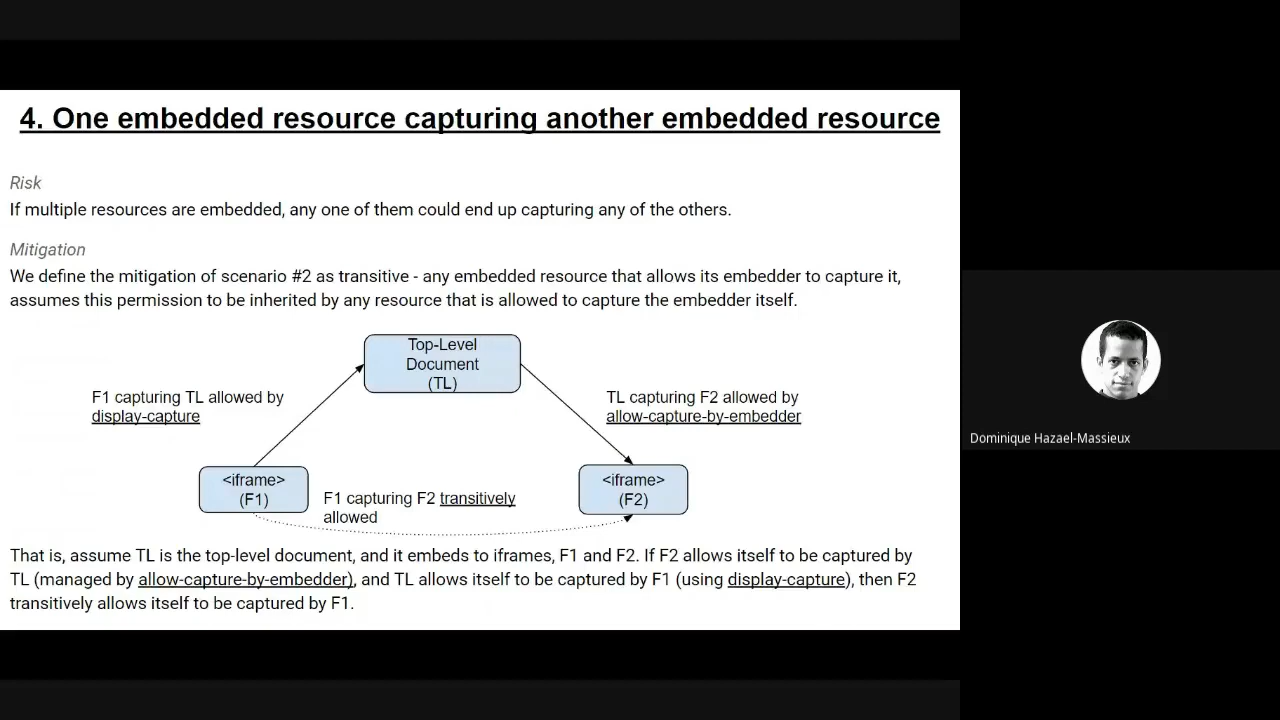 4. One embedded resource capturing another embedded resource
Risk
If multiple resources are embedded, any one of them could end up capturing any of the others.
Mitigation
We define the mitigation of scenario #2 as transitive - any embedded resource that allows its embedder to capture it,
assumes this permission to be inherited by any resource that is allowed to capture the embedder itself.
Top-Level
Document
(TL)
F1 capturing TL allowed by
display-capture
TL capturing F2 allowed by
allow-capture-by-embedder
<iframe>
(F1)
F1 capturing F2 transitively
allowed
<iframe>
(F2)
That is, assume TL is the top-level document, and it embeds to iframes, F1 and F2. If F2 allows itself to be captured by
TL (managed by allow-capture-by-embedder), and TL allows itself to be captured by F1 (using display-capture), then F2
transitively allows itself to be captured by F1.
Dominique Hazael-Massieux